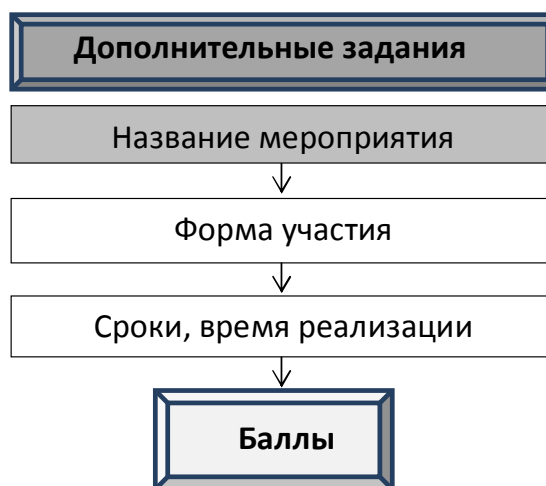 Дополнительные задания
Название мероприятия
Форма участия
Сроки, время реализации
Баллы